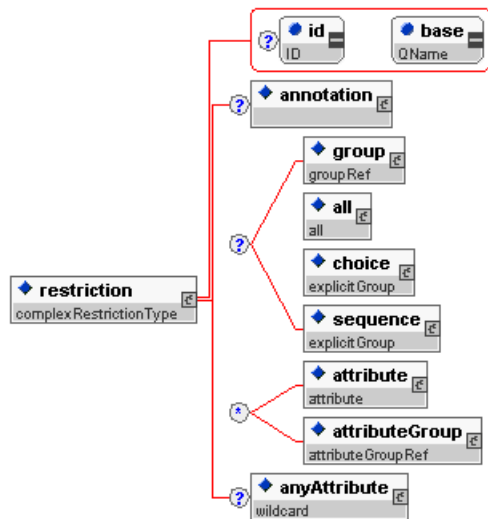 ? id base
ID QName
? annotation
group
groupRef
all
all
? choice
explicitGroup
restriction
complexRestrictionType
sequence
explicitGroup
attribute
attribute
*
attributeGroup
attributeGroupRef
? anyAttribute
wildcard